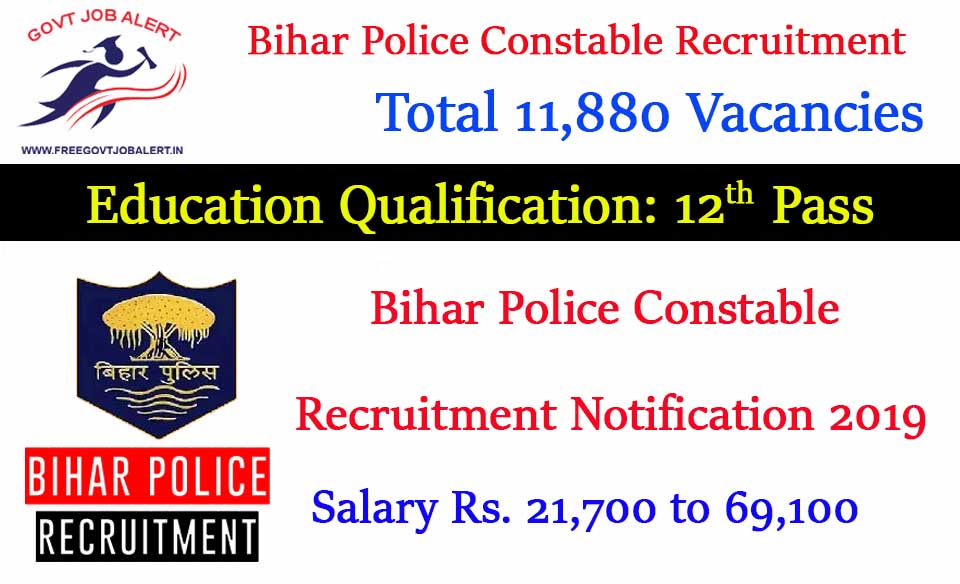 GOVT JOB ALERT
WWW.FREEGOVTJOBALERT.IN
Bihar Police Constable Recruitment
Total 11,880 Vacancies
Education Qualification: 12th Pass
बिहार पुलिस
BIHAR POLICE
RECRUITMENT
Bihar Police Constable
Recruitment Notification 2019
Salary Rs. 21,700 to 69,100